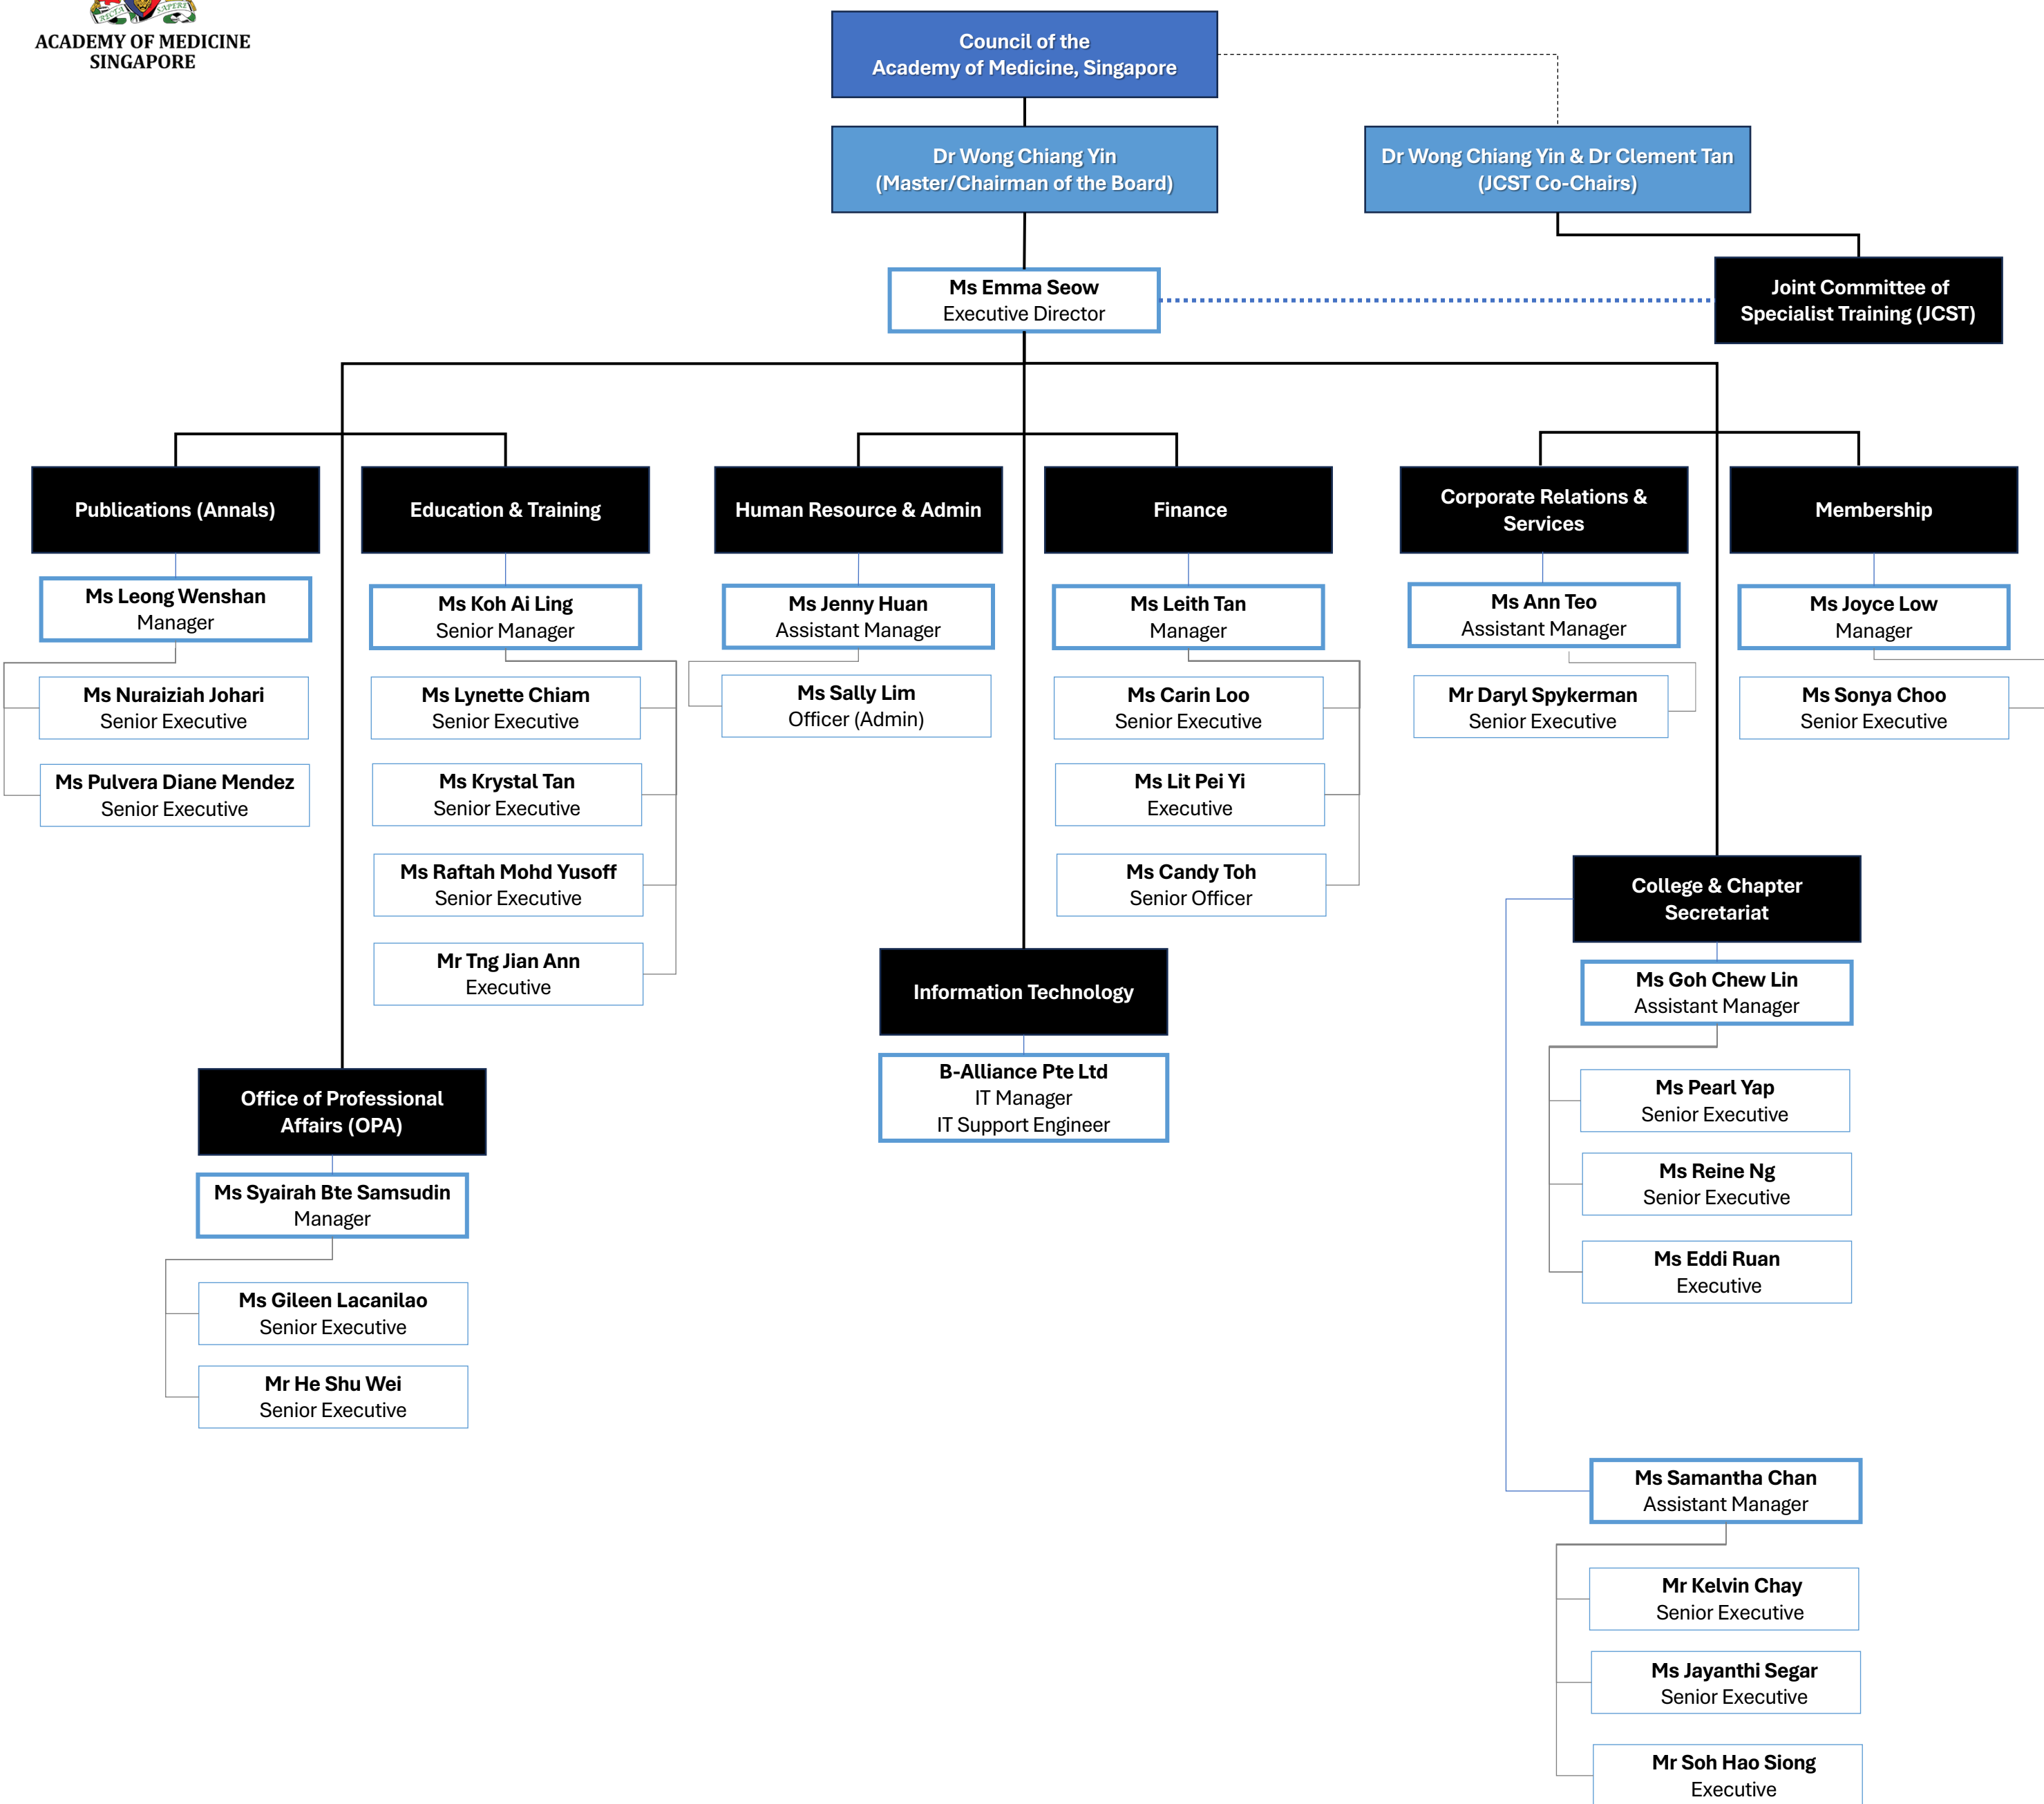 RECTA SAPERE
ACADEMY OF MEDICINE
SINGAPORE
Council of the
Academy of Medicine, Singapore
Dr Wong Chiang Yin
(Master/Chairman of the Board)
Dr Wong Chiang Yin & Dr Clement Tan
(JCST Co-Chairs)
Ms Emma Seow
Executive Director
Joint Committee of
Specialist Training (JCST)
Publications (Annals)
Ms Leong Wenshan
Manager
Ms Nuraiziah Johari
Senior Executive
Ms Pulvera Diane Mendez
Senior Executive
Education & Training
Ms Koh Ai Ling
Senior Manager
Ms Lynette Chiam
Senior Executive
Ms Krystal Tan
Senior Executive
Ms Raftah Mohd Yusoff
Senior Executive
Mr Tng Jian Ann
Executive
Human Resource & Admin
Ms Jenny Huan
Assistant Manager
Ms Sally Lim
Officer (Admin)
Finance
Ms Leith Tan
Manager
Ms Carin Loo
Senior Executive
Ms Lit Pei Yi
Executive
Ms Candy Toh
Senior Officer
Corporate Relations &
Services
Ms Ann Teo
Assistant Manager
Mr Daryl Spykerman
Senior Executive
Membership
Ms Joyce Low
Manager
Ms Sonya Choo
Senior Executive
Office of Professional
Affairs (OPA)
Ms Syairah Bte Samsudin
Manager
Ms Gileen Lacanilao
Senior Executive
Mr He Shu Wei
Senior Executive
Information Technology
B-Alliance Pte Ltd
IT Manager
IT Support Engineer
College & Chapter
Secretariat
Ms Goh Chew Lin
Assistant Manager
Ms Pearl Yap
Senior Executive
Ms Reine Ng
Senior Executive
Ms Eddi Ruan
Executive
Ms Samantha Chan
Assistant Manager
Mr Kelvin Chay
Senior Executive
Ms Jayanthi Segar
Senior Executive
Mr Soh Hao Siong
Executive